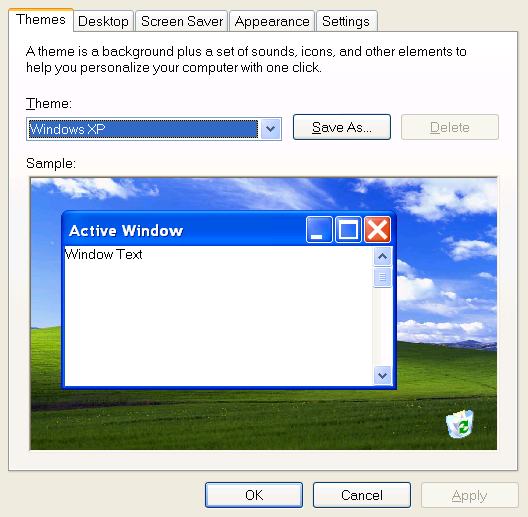 Themes Desktop Screen Saver Appearance Settings
A theme is a background plus a set of sounds, icons, and other elements to
help you personalize your computer with one click.
Theme:
Windows XP
Save As...
Delete
Sample:
Active Window
Window Text
OK
Cancel
Apply